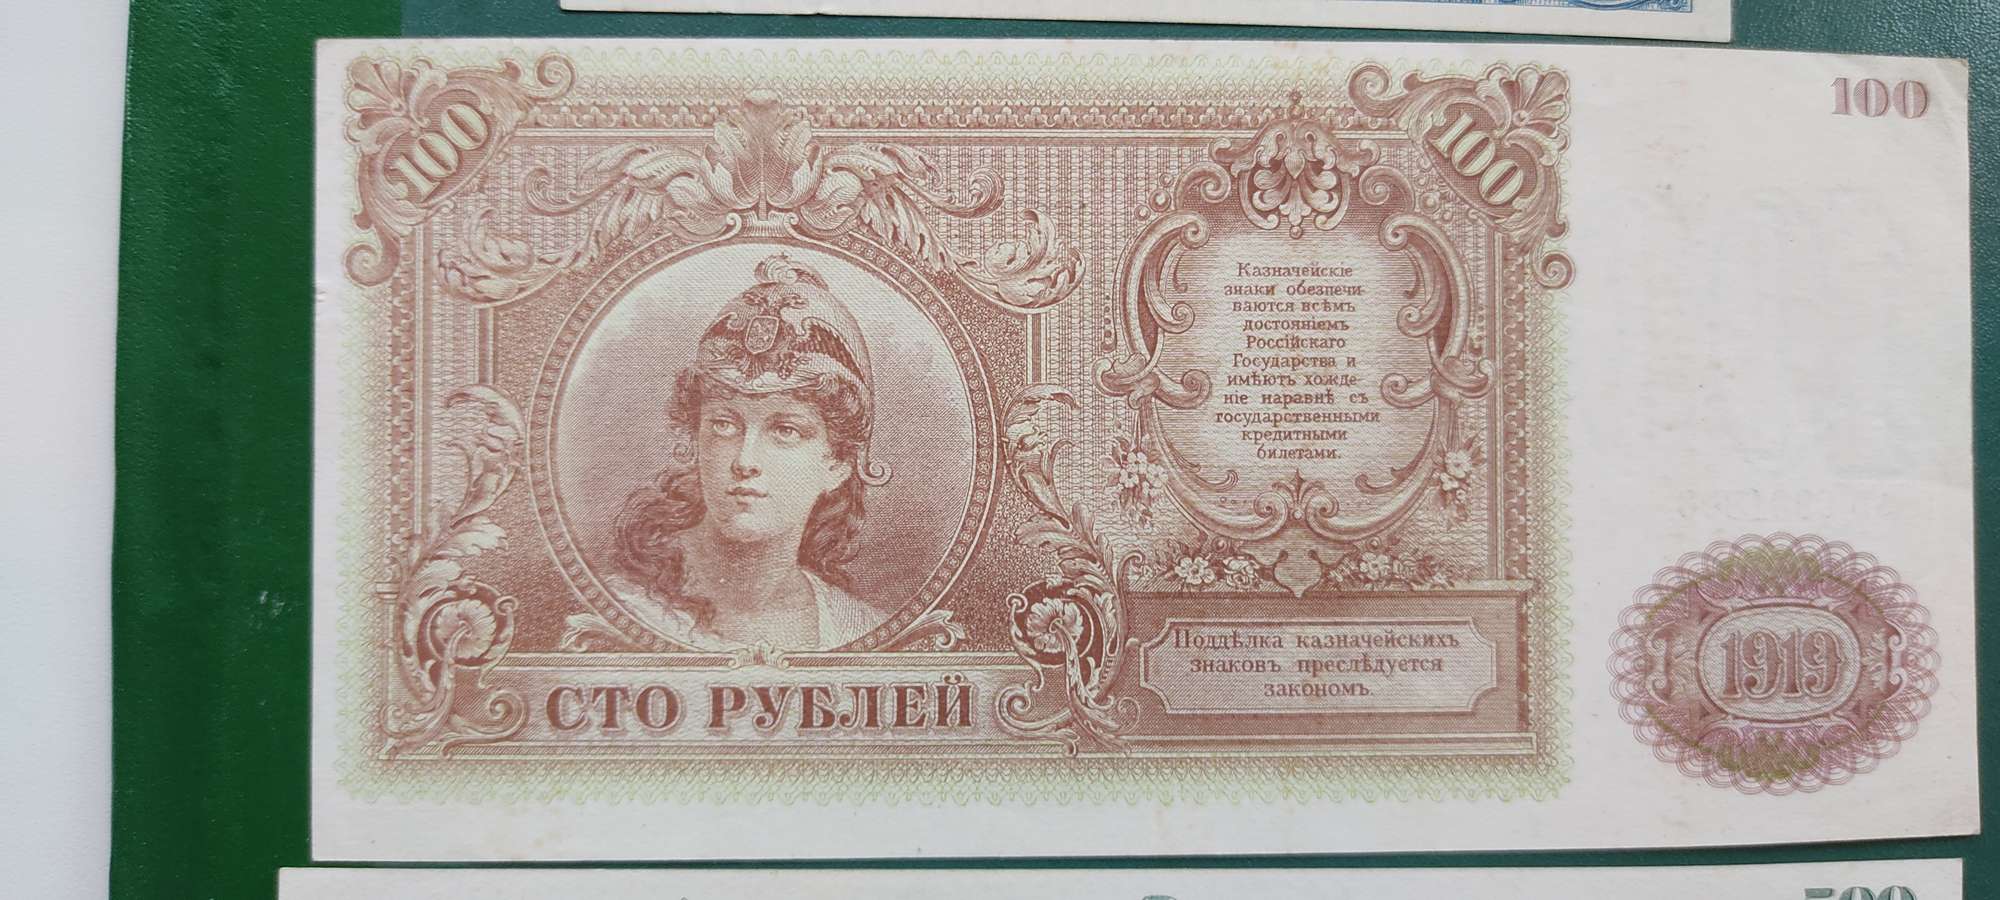 100
100
100
Казначейскіе
знаки обезпечи-
ваются всѣмъ
достояніемъ
Россійскаго
Государства и
имѣютъ хожде-
ніе наравнѣ съ
государственными
кредитными
билетами.
Поддѣлка казначейскихъ
знаковъ преслѣдуется
закономъ.
СТО РУБЛЕЙ
1919
500